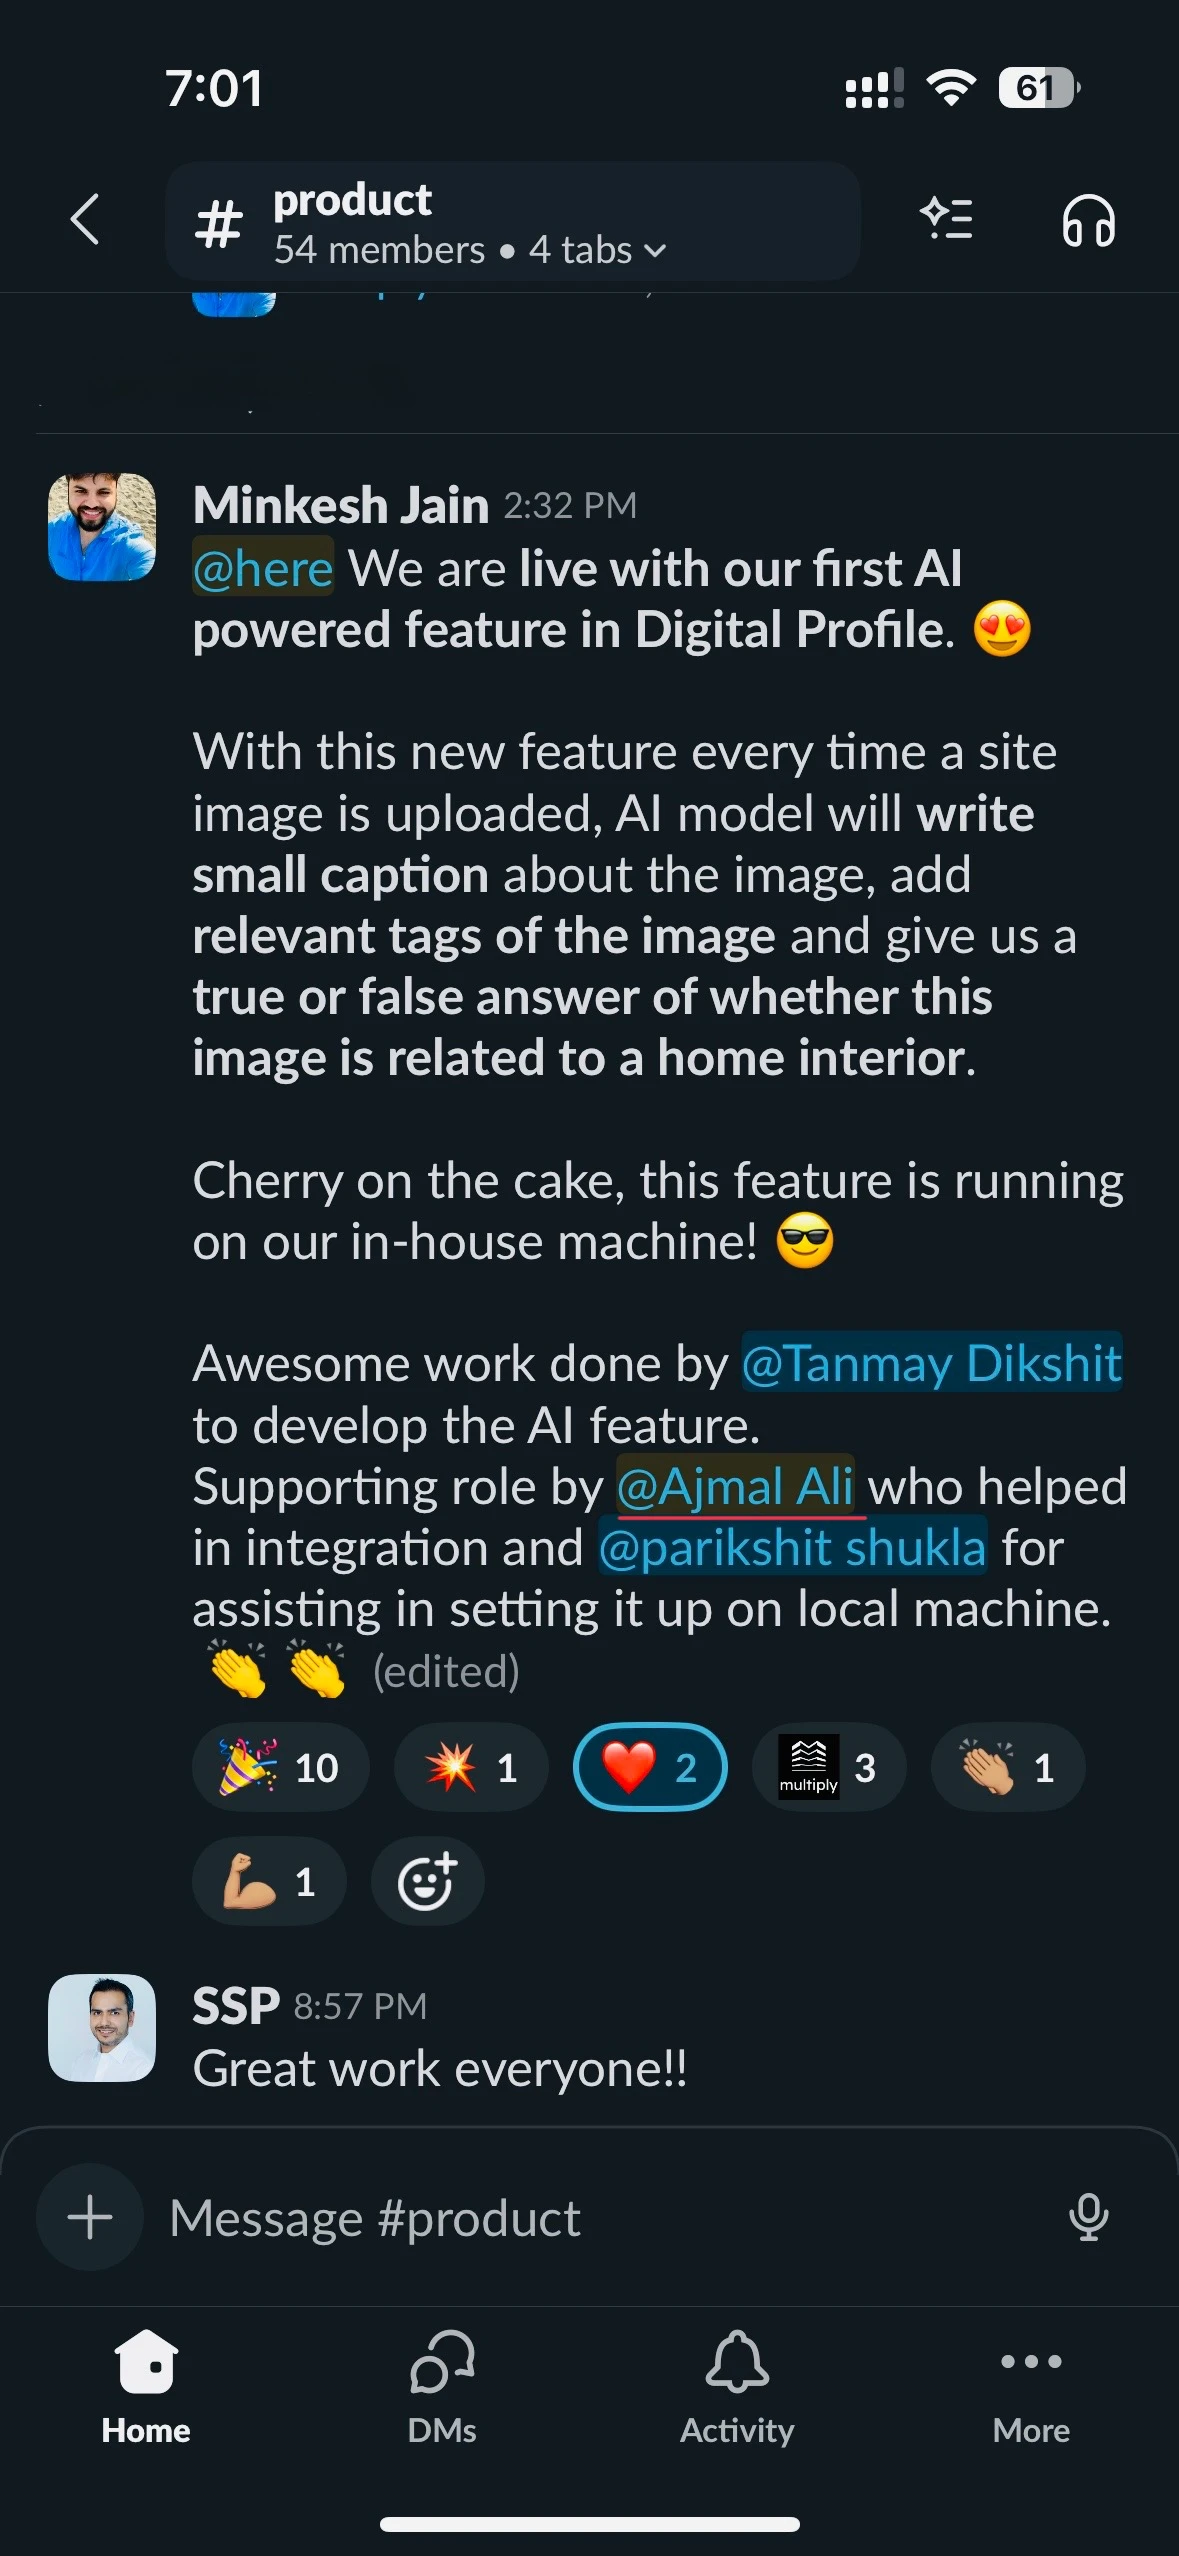 7:01
61
# product
54 members • 4 tabs
Minkesh Jain 2:32 PM
@here We are live with our first AI
powered feature in Digital Profile. 😍
With this new feature every time a site
image is uploaded, AI model will write
small caption about the image, add
relevant tags of the image and give us a
true or false answer of whether this
image is related to a home interior.
Cherry on the cake, this feature is running
on our in-house machine! 😎
Awesome work done by @Tanmay Dikshit
to develop the AI feature.
Supporting role by @Ajmal Ali who helped
in integration and @parikshit shukla for
assisting in setting it up on local machine.
👏 👏 (edited)
🎉 10 💥 1 ❤️ 2 multiply 3 👏🏽 1
💪🏽 1
SSP 8:57 PM
Great work everyone!!
Message #product
Home DMs Activity More